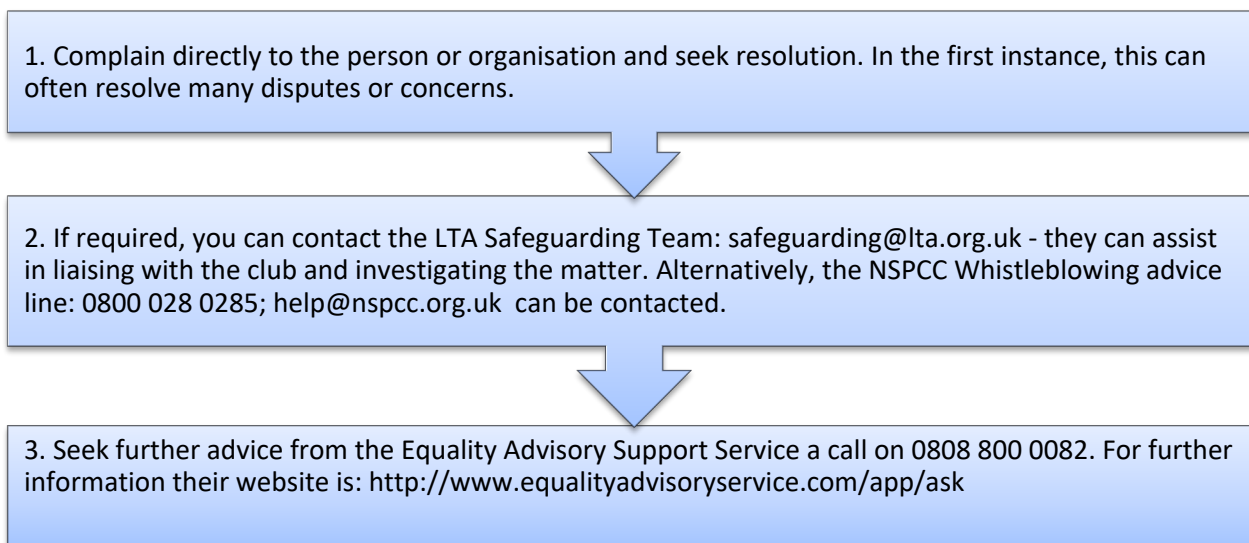 1. Complain directly to the person or organisation and seek resolution. In the first instance, this can
often resolve many disputes or concerns.
2. If required, you can contact the LTA Safeguarding Team: safeguarding@lta.org.uk - they can assist
in liaising with the club and investigating the matter. Alternatively, the NSPCC Whistleblowing advice
line: 0800 028 0285; help@nspcc.org.uk can be contacted.
3. Seek further advice from the Equality Advisory Support Service a call on 0808 800 0082. For further
information their website is: http://www.equalityadvisoryservice.com/app/ask